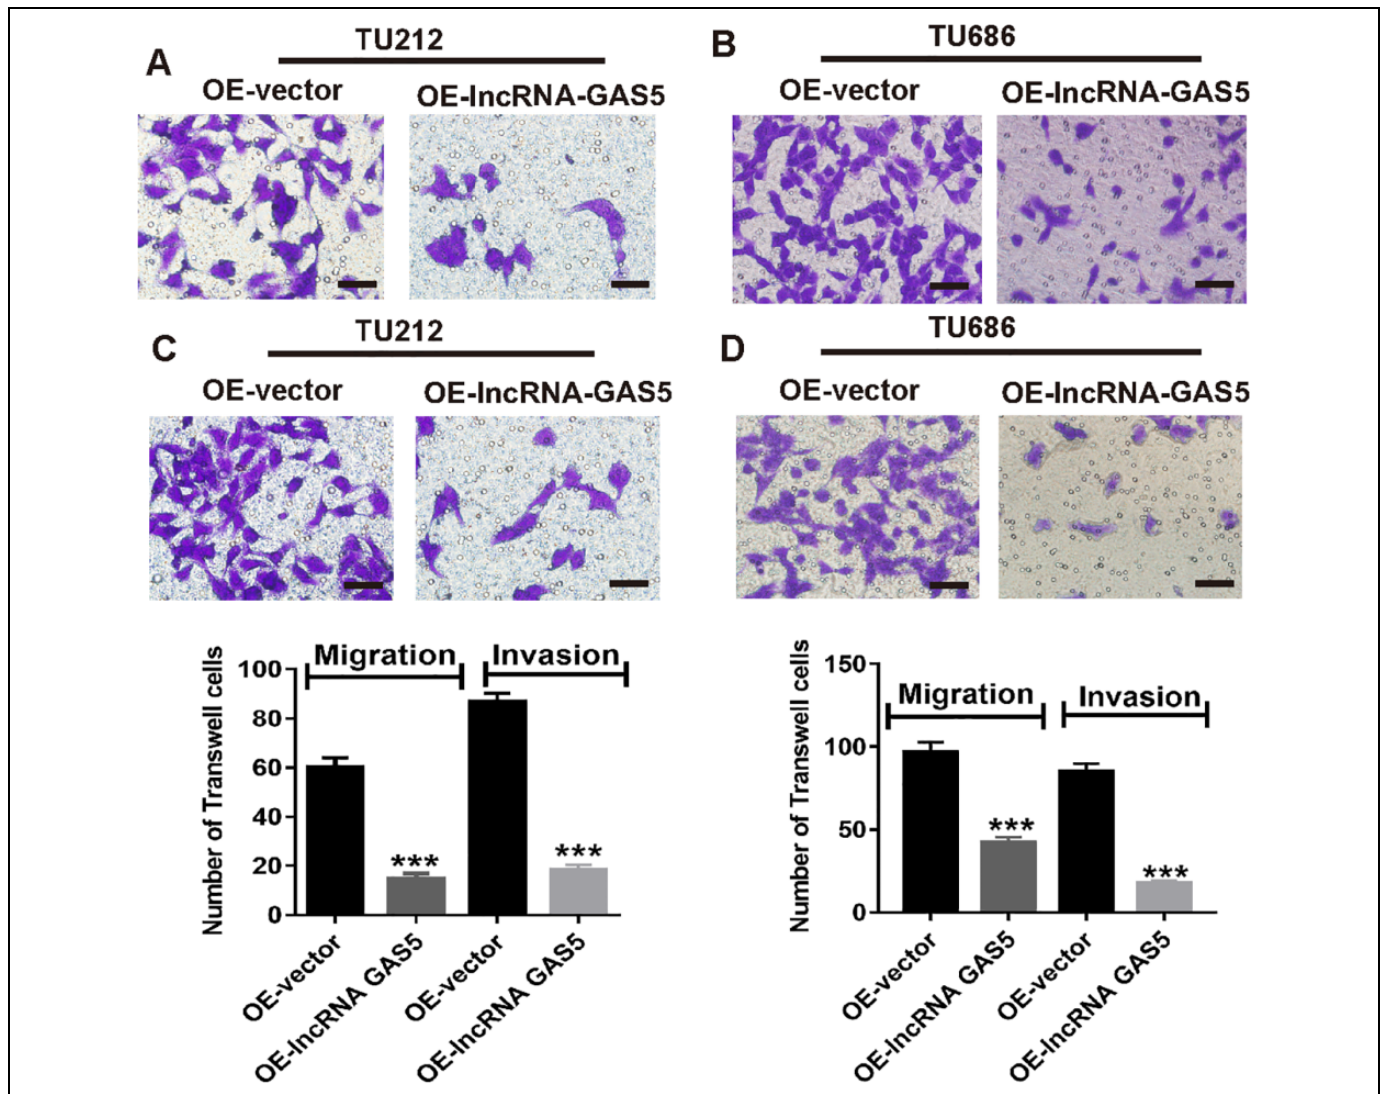 A
TU212
OE-vector
OE-lncRNA-GAS5
B
TU686
OE-vector
OE-lncRNA-GAS5
C
TU212
OE-vector
OE-lncRNA-GAS5
D
TU686
OE-vector
OE-lncRNA-GAS5
Number of Transwell cells
100
80
60
40
20
0
Migration
Invasion
***
***
OE-vector
OE-lncRNA GAS5
OE-vector
OE-lncRNA GAS5
Number of Transwell cells
150
100
50
0
Migration
Invasion
***
***
OE-vector
OE-lncRNA GAS5
OE-vector
OE-lncRNA GAS5